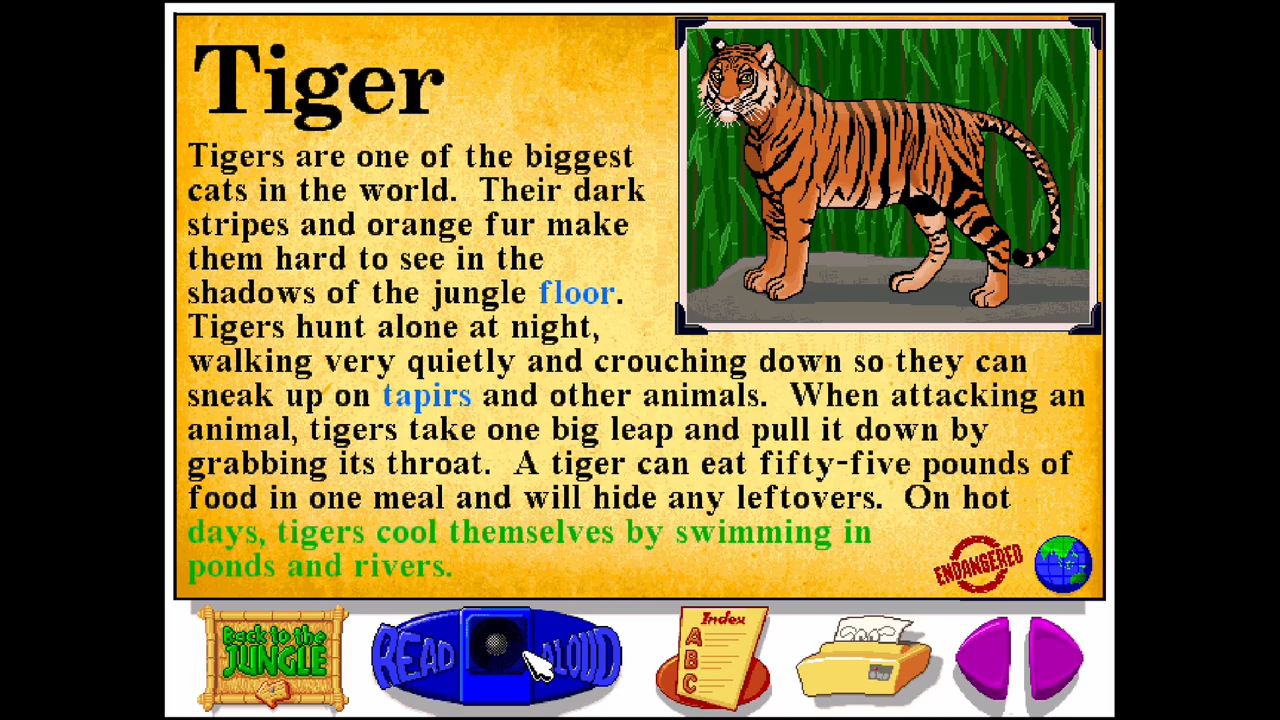 Tiger
Tigers are one of the biggest
cats in the world. Their dark
stripes and orange fur make
them hard to see in the
shadows of the jungle floor.
Tigers hunt alone at night,
walking very quietly and crouching down so they can
sneak up on tapirs and other animals. When attacking an
animal, tigers take one big leap and pull it down by
grabbing its throat. A tiger can eat fifty-five pounds of
food in one meal and will hide any leftovers. On hot
days, tigers cool themselves by swimming in
ponds and rivers.
ENDANGERED
Back to the
JUNGLE
READ ALOUD
Index
A
B
C